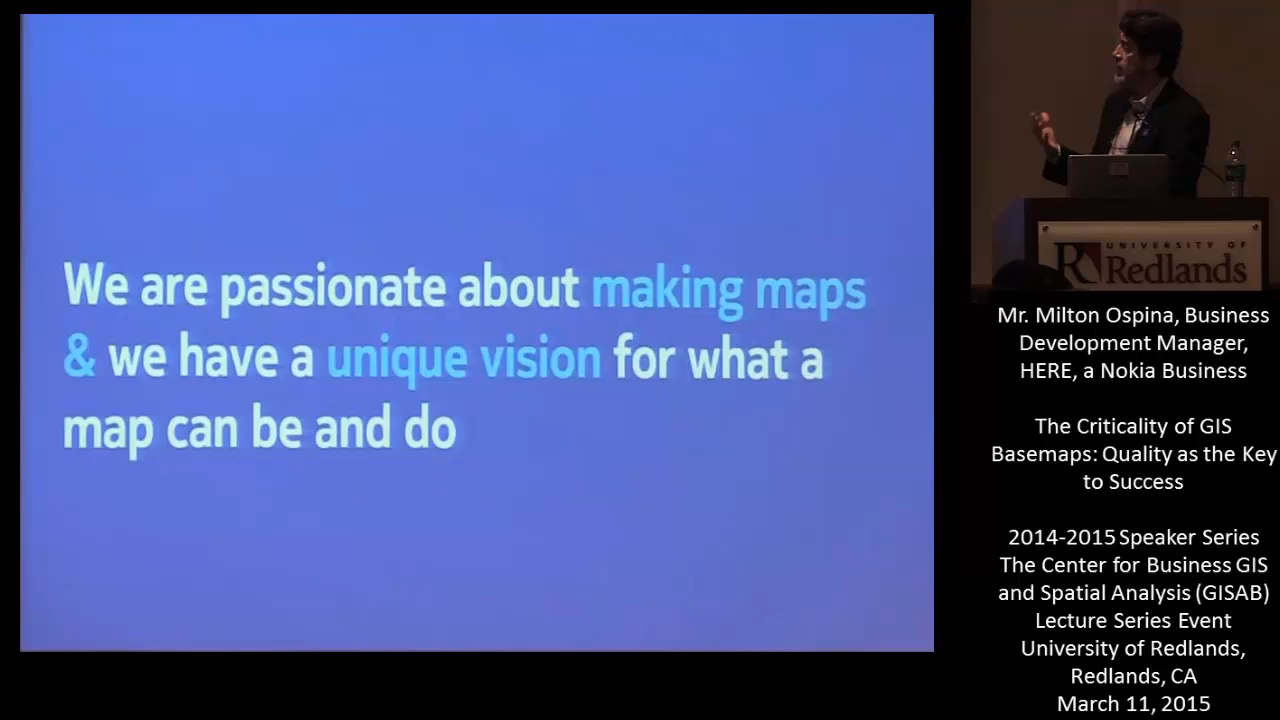 We are passionate about making maps
& we have a unique vision for what a
map can be and do
UNIVERSITY OF
Redlands
Mr. Milton Ospina, Business
Development Manager,
HERE, a Nokia Business
The Criticality of GIS
Basemaps: Quality as the Key
to Success
2014-2015 Speaker Series
The Center for Business GIS
and Spatial Analysis (GISAB)
Lecture Series Event
University of Redlands,
Redlands, CA
March 11, 2015